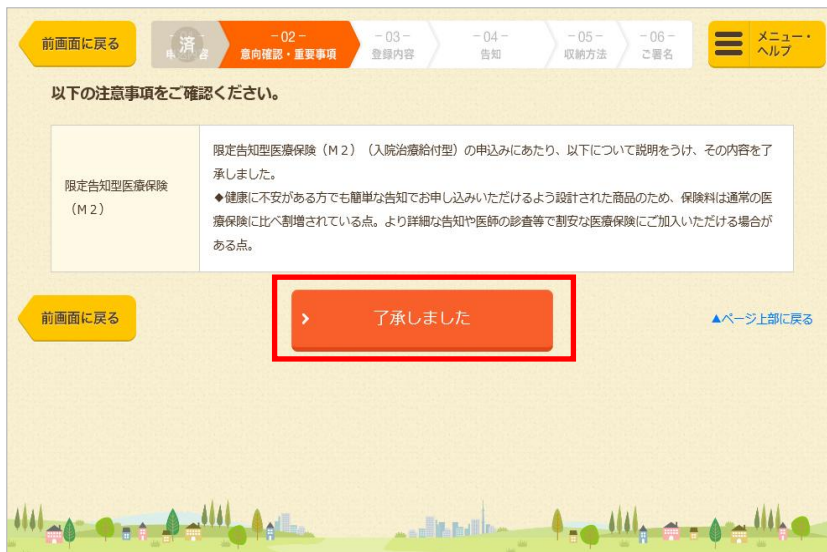 前画面に戻る
済
-02-
意向確認・重要事項
-03-
登録内容
-04-
告知
-05-
収納方法
-06-
ご署名
メニュー・
ヘルプ
以下の注意事項をご確認ください。
限定告知型医療保険
（M2）
限定告知型医療保険（M2）（入院治療給付型）の申込みにあたり、以下について説明をうけ、その内容を了
承しました。
◆健康に不安がある方でも簡単な告知でお申し込みいただけるよう設計された商品のため、保険料は通常の医
療保険に比べ割増されている点。より詳細な告知や医師の診査等で割安な医療保険にご加入いただける場合が
ある点。
前画面に戻る
了承しました
▲ページ上部に戻る